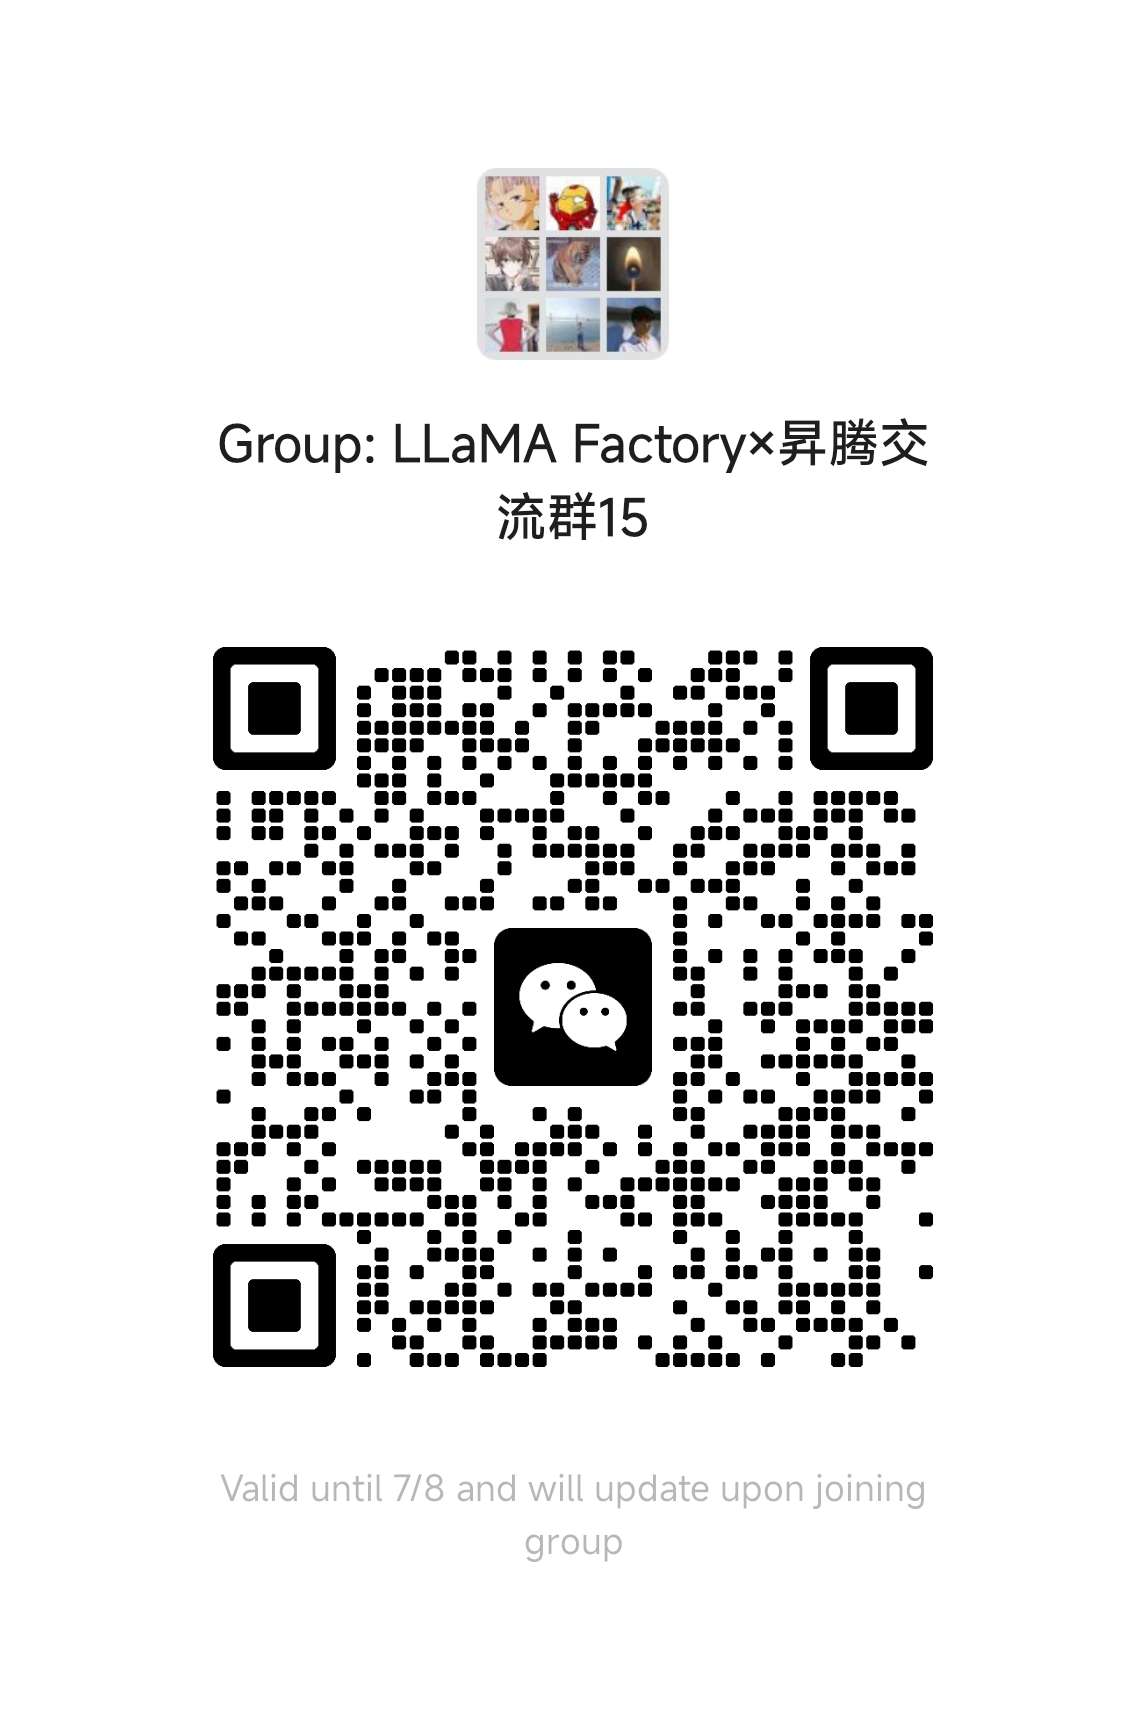 Group: LLaMA Factory×昇腾交
流群15
Valid until 7/8 and will update upon joining
group